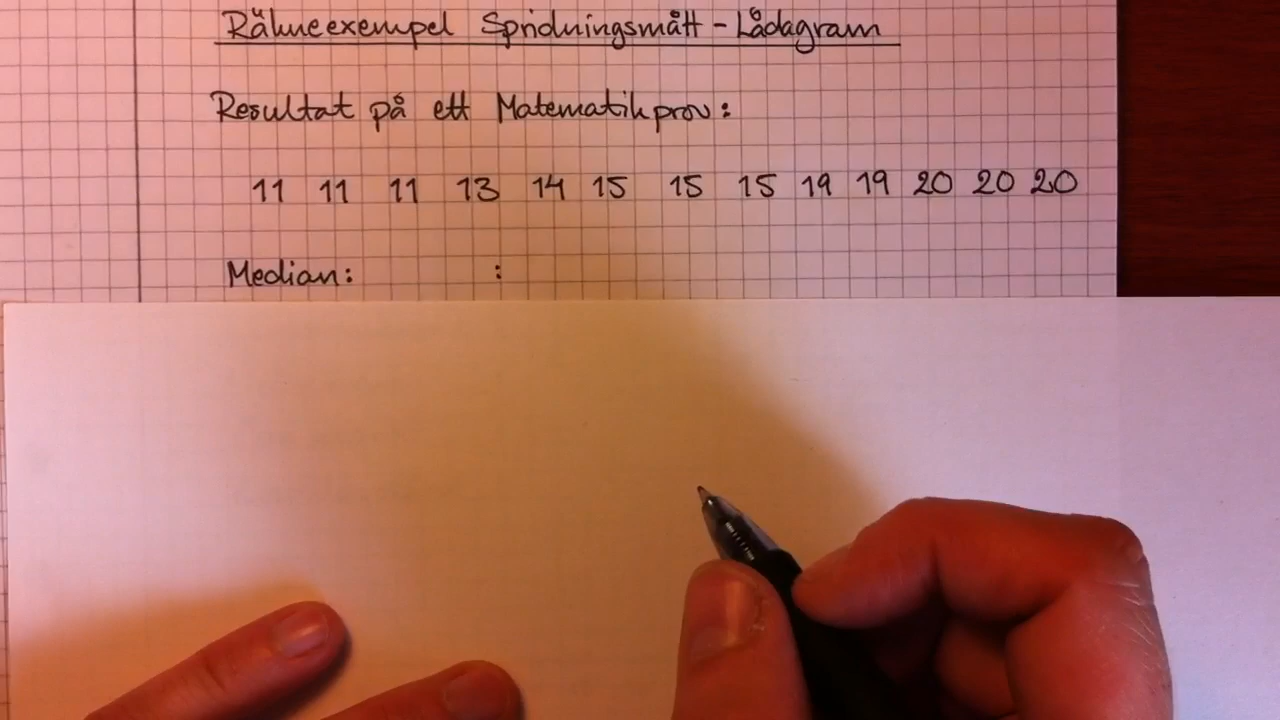 Räkneexempel Spridningsmått - Lådagram
Resultat på ett Matematikprov:
11 11 11 13 14 15 15 15 19 19 20 20 20
Median: :